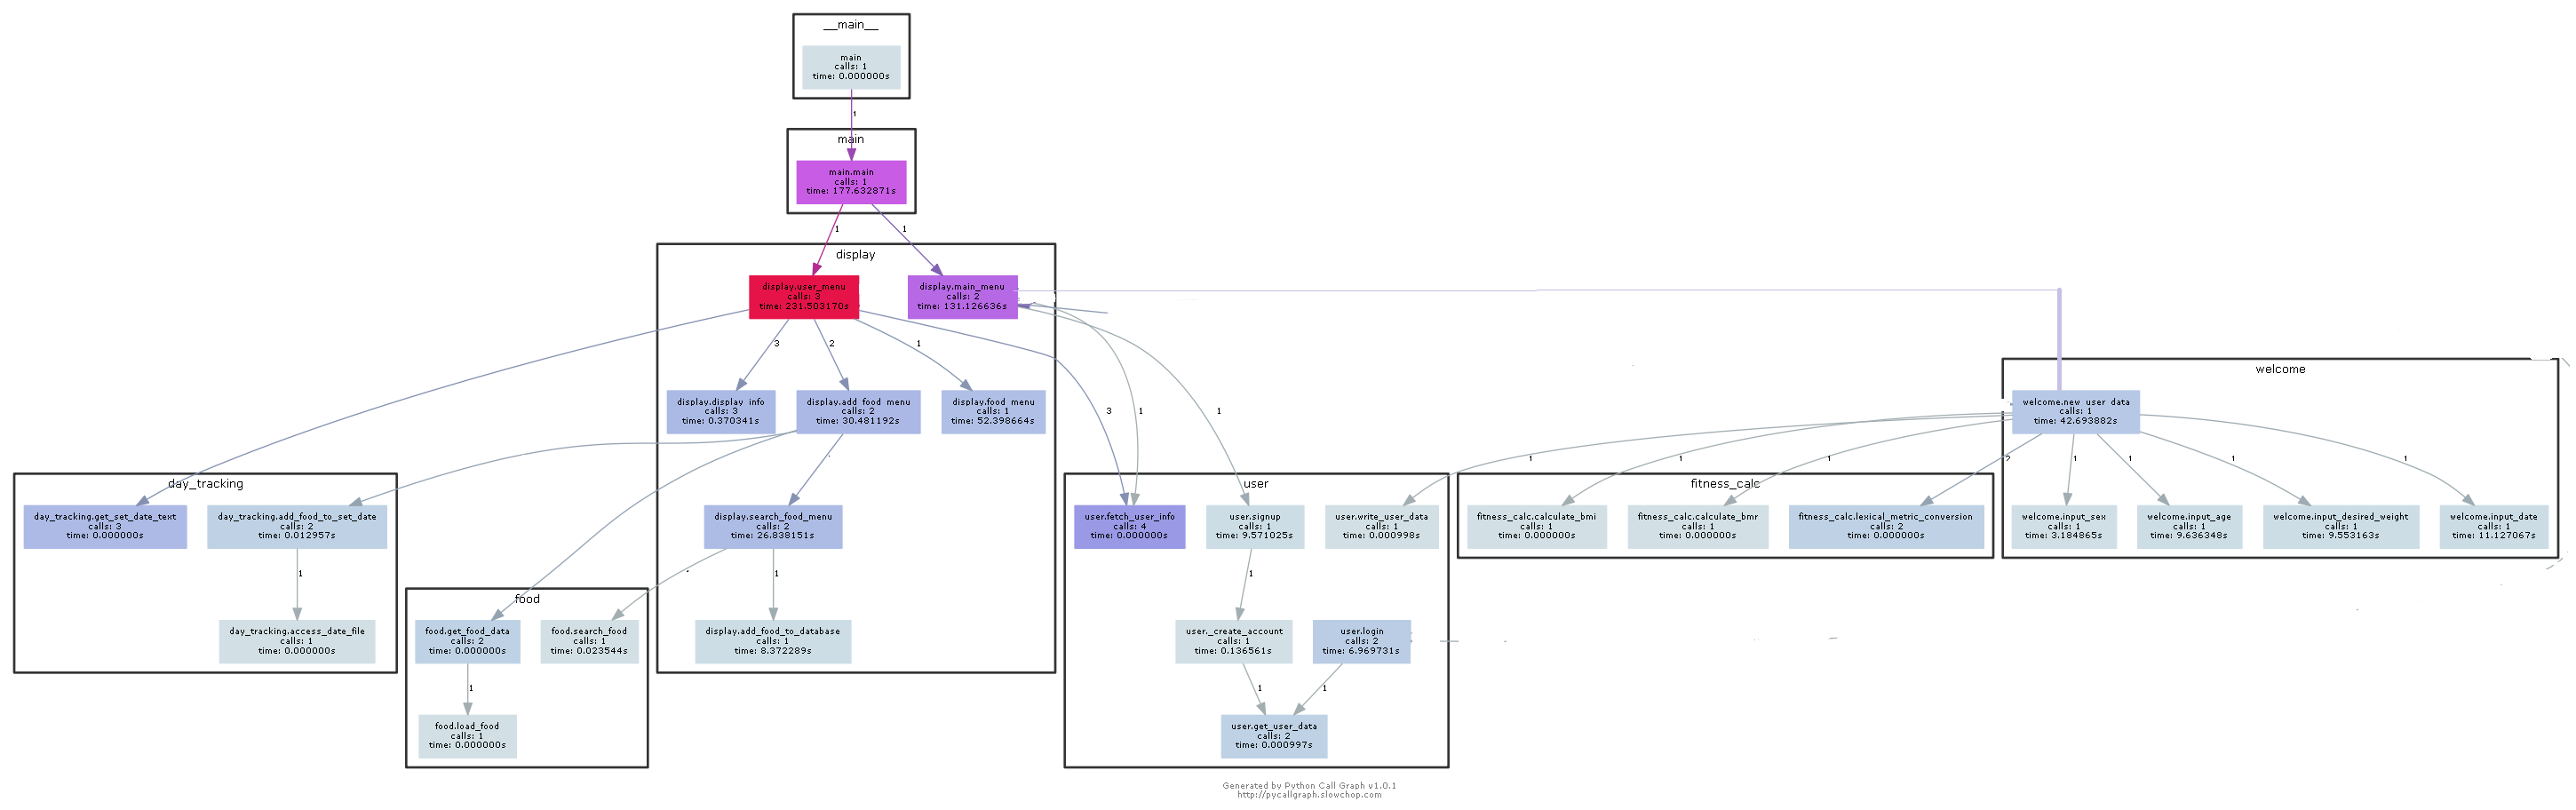 __main__
main
calls: 1
time: 0.000000s
1
main
main.main
calls: 1
time: 177.632871s
1
1
display
display.user_menu
calls: 3
time: 231.503170s
display.main_menu
calls: 2
time: 131.126636s
3
2
1
3
1
1
display.display_info
calls: 3
time: 0.370341s
display.add_food_menu
calls: 2
time: 30.481192s
display.food_menu
calls: 1
time: 52.398664s
welcome
welcome.new_user_data
calls: 1
time: 42.693882s
1
1
1
2
1
1
1
1
day_tracking
day_tracking.get_set_date_text
calls: 3
time: 0.000000s
day_tracking.add_food_to_set_date
calls: 2
time: 0.012957s
1
day_tracking.access_date_file
calls: 1
time: 0.000000s
display.search_food_menu
calls: 2
time: 26.838151s
1
display.add_food_to_database
calls: 1
time: 8.372289s
food
food.get_food_data
calls: 2
time: 0.000000s
food.search_food
calls: 1
time: 0.023544s
1
food.load_food
calls: 1
time: 0.000000s
user
user.fetch_user_info
calls: 4
time: 0.000000s
user.signup
calls: 1
time: 9.571025s
user.write_user_data
calls: 1
time: 0.000998s
1
user._create_account
calls: 1
time: 0.136561s
user.login
calls: 2
time: 6.969731s
1
1
user.get_user_data
calls: 2
time: 0.000997s
fitness_calc
fitness_calc.calculate_bmi
calls: 1
time: 0.000000s
fitness_calc.calculate_bmr
calls: 1
time: 0.000000s
fitness_calc.lexical_metric_conversion
calls: 2
time: 0.000000s
welcome.input_sex
calls: 1
time: 3.184865s
welcome.input_age
calls: 1
time: 9.636348s
welcome.input_desired_weight
calls: 1
time: 9.553163s
welcome.input_date
calls: 1
time: 11.127067s
Generated by Python Call Graph v1.0.1
http://pycallgraph.slowchop.com